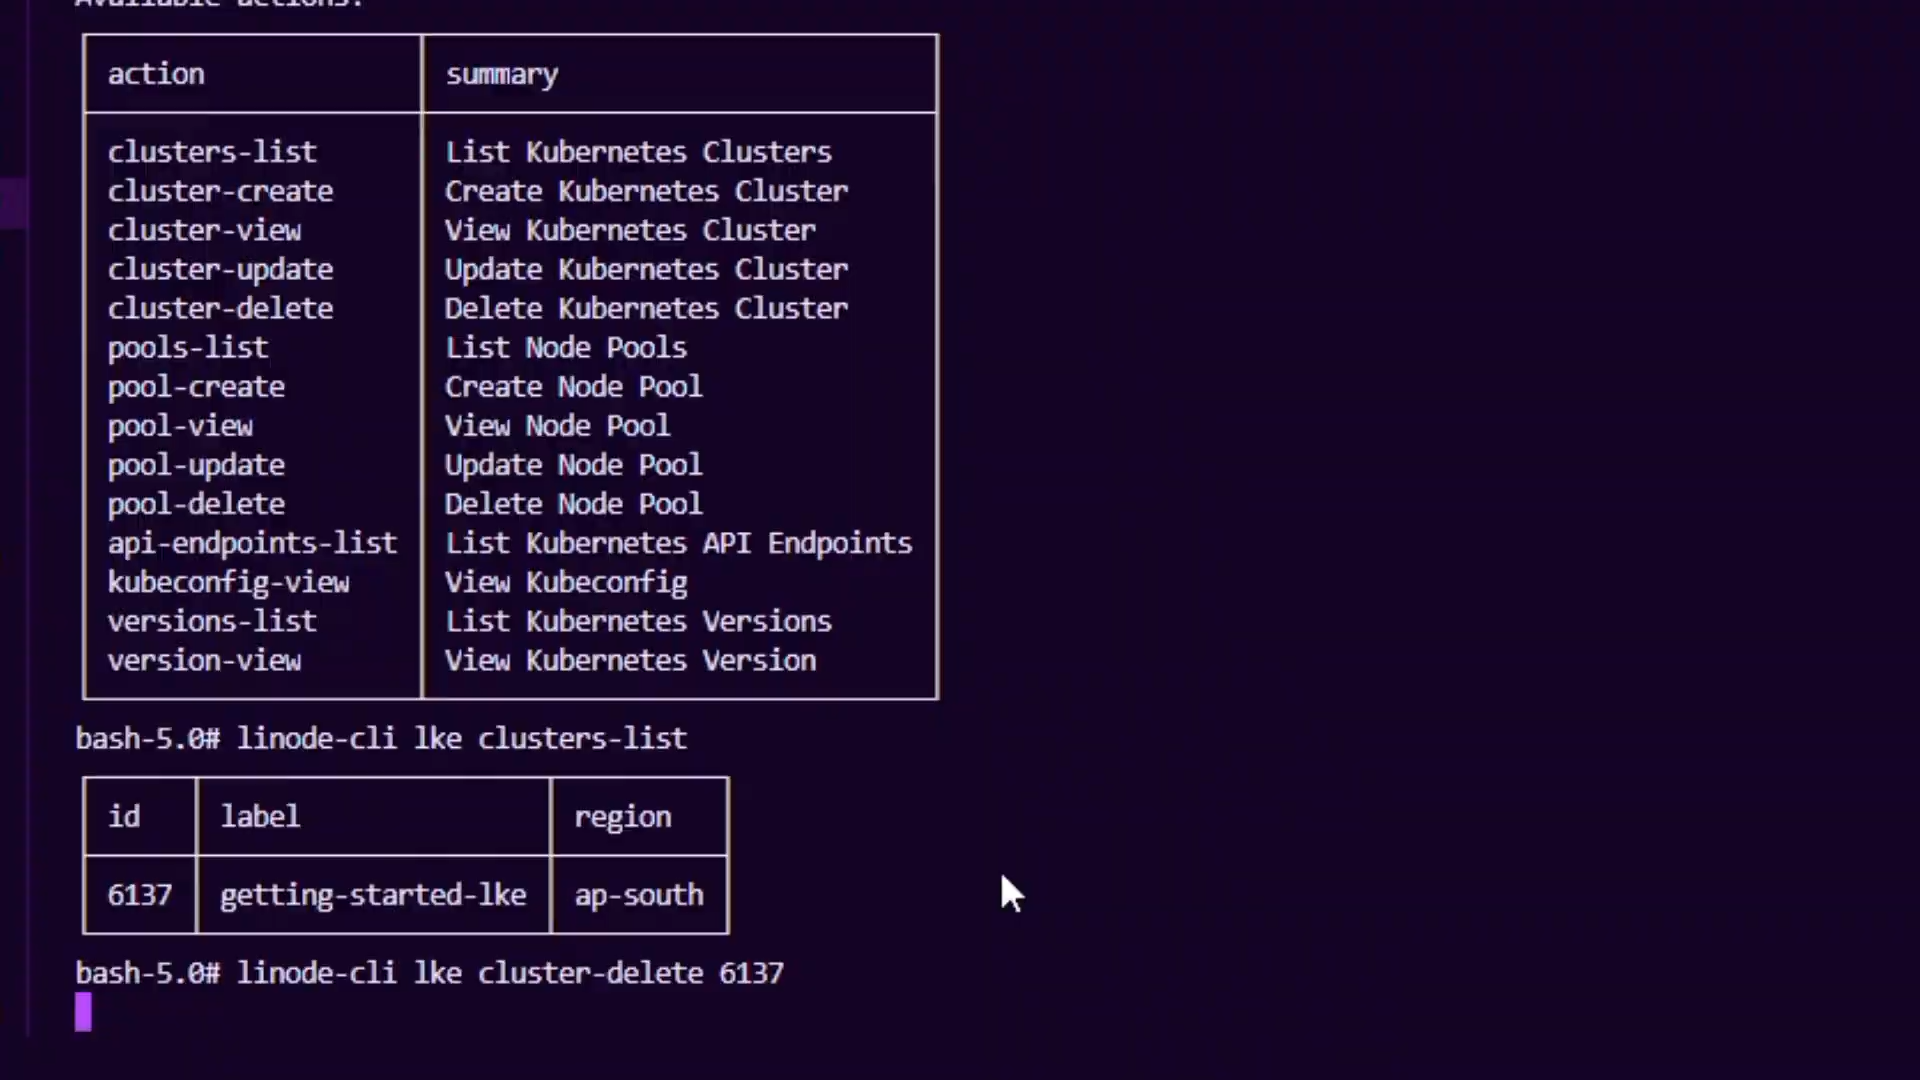 Available actions:
action summary
clusters-list List Kubernetes Clusters
cluster-create Create Kubernetes Cluster
cluster-view View Kubernetes Cluster
cluster-update Update Kubernetes Cluster
cluster-delete Delete Kubernetes Cluster
pools-list List Node Pools
pool-create Create Node Pool
pool-view View Node Pool
pool-update Update Node Pool
pool-delete Delete Node Pool
api-endpoints-list List Kubernetes API Endpoints
kubeconfig-view View Kubeconfig
versions-list List Kubernetes Versions
version-view View Kubernetes Version
bash-5.0# linode-cli lke clusters-list
id label region
6137 getting-started-lke ap-south
bash-5.0# linode-cli lke cluster-delete 6137